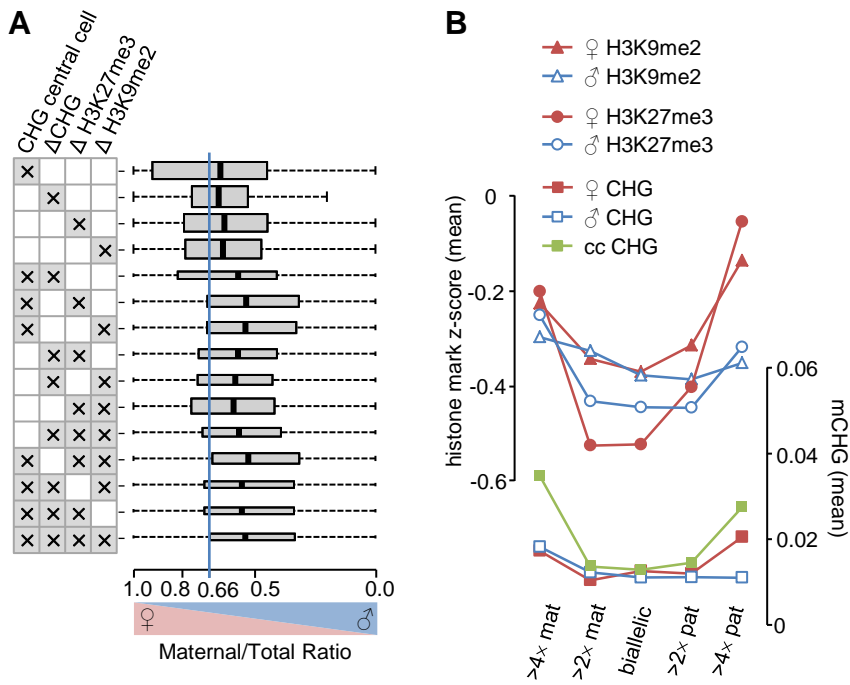 A
CHG central cell
ΔCHG
Δ H3K27me3
Δ H3K9me2
×
×
×
×
× ×
× ×
× ×
× ×
× ×
× ×
× × ×
× × ×
× × ×
× × ×
× × × ×
1.0 0.8 0.66 0.5 0.0
♀ ♂
Maternal/Total Ratio
B
♀ H3K9me2
♂ H3K9me2
♀ H3K27me3
♂ H3K27me3
♀ CHG
♂ CHG
cc CHG
histone mark z-score (mean)
0
-0.2
-0.4
-0.6
mCHG (mean)
0.06
0.04
0.02
0
>4× mat
>2× mat
biallelic
>2× pat
>4× pat